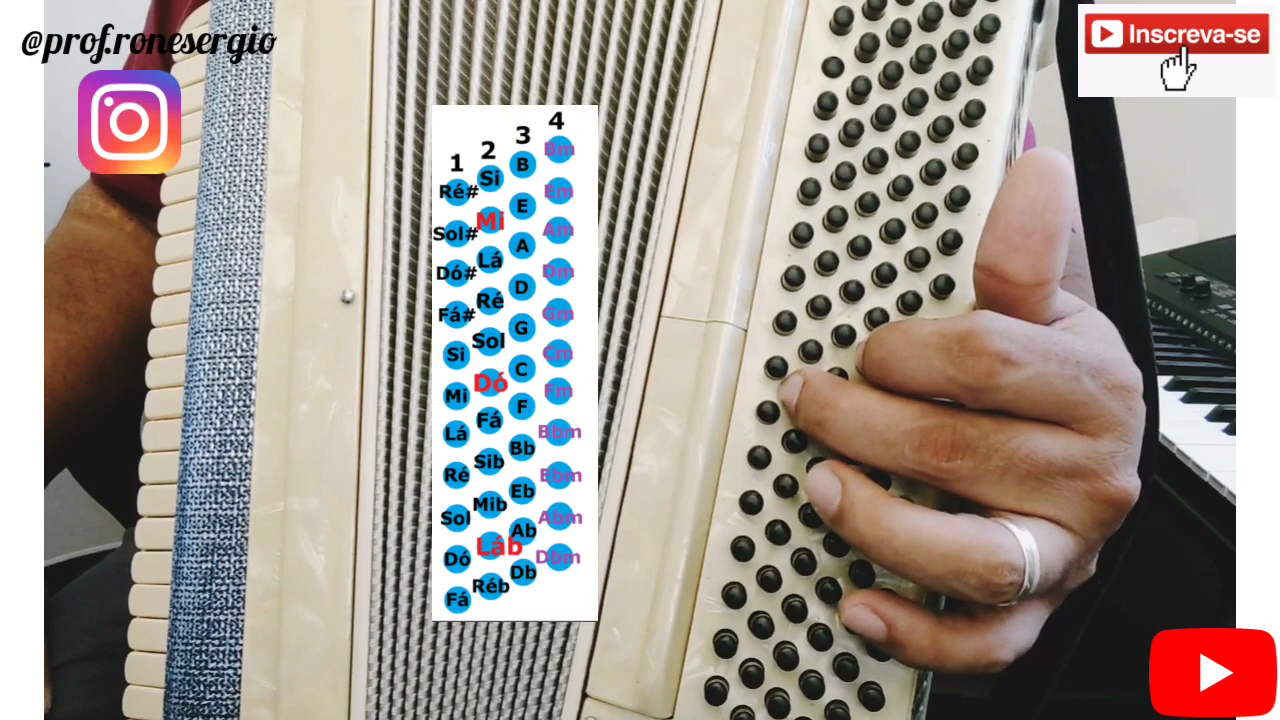 @prof.ronesergio
Inscreva-se
1 2 3 4
Ré# Si B Bm
Sol# Mi E Em
Dó# Lá A Am
Fá# Ré D Dm
Si Sol G Gm
Mi Dó C Cm
Lá Fá F Fm
Ré Sib Bb Bbm
Sol Mib Eb Ebm
Dó Láb Ab Abm
Fá Réb Db Dbm